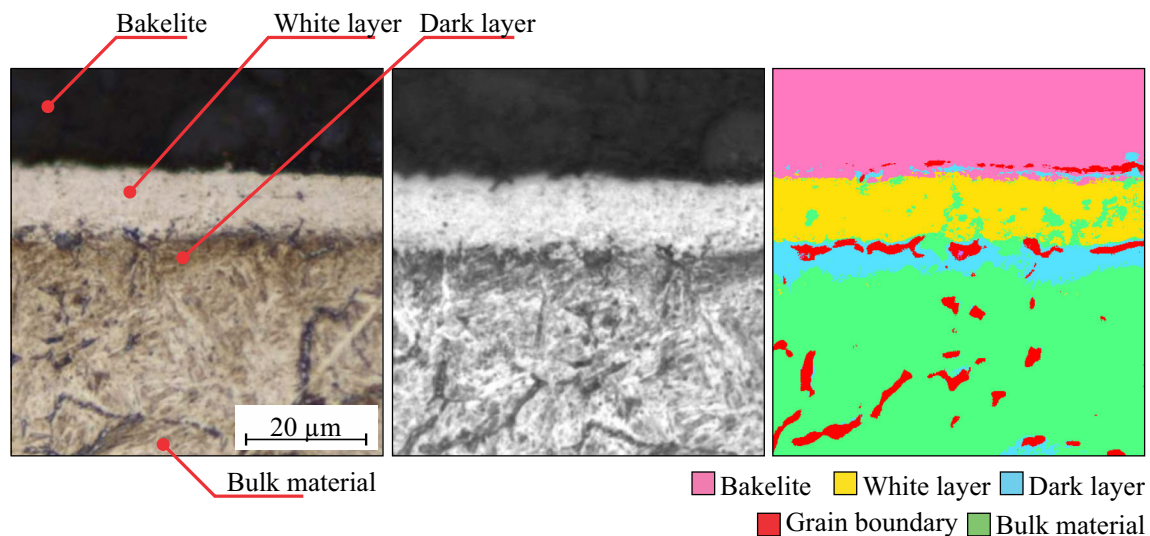 Bakelite White layer Dark layer
20 µm
Bulk material
Bakelite White layer Dark layer
Grain boundary Bulk material